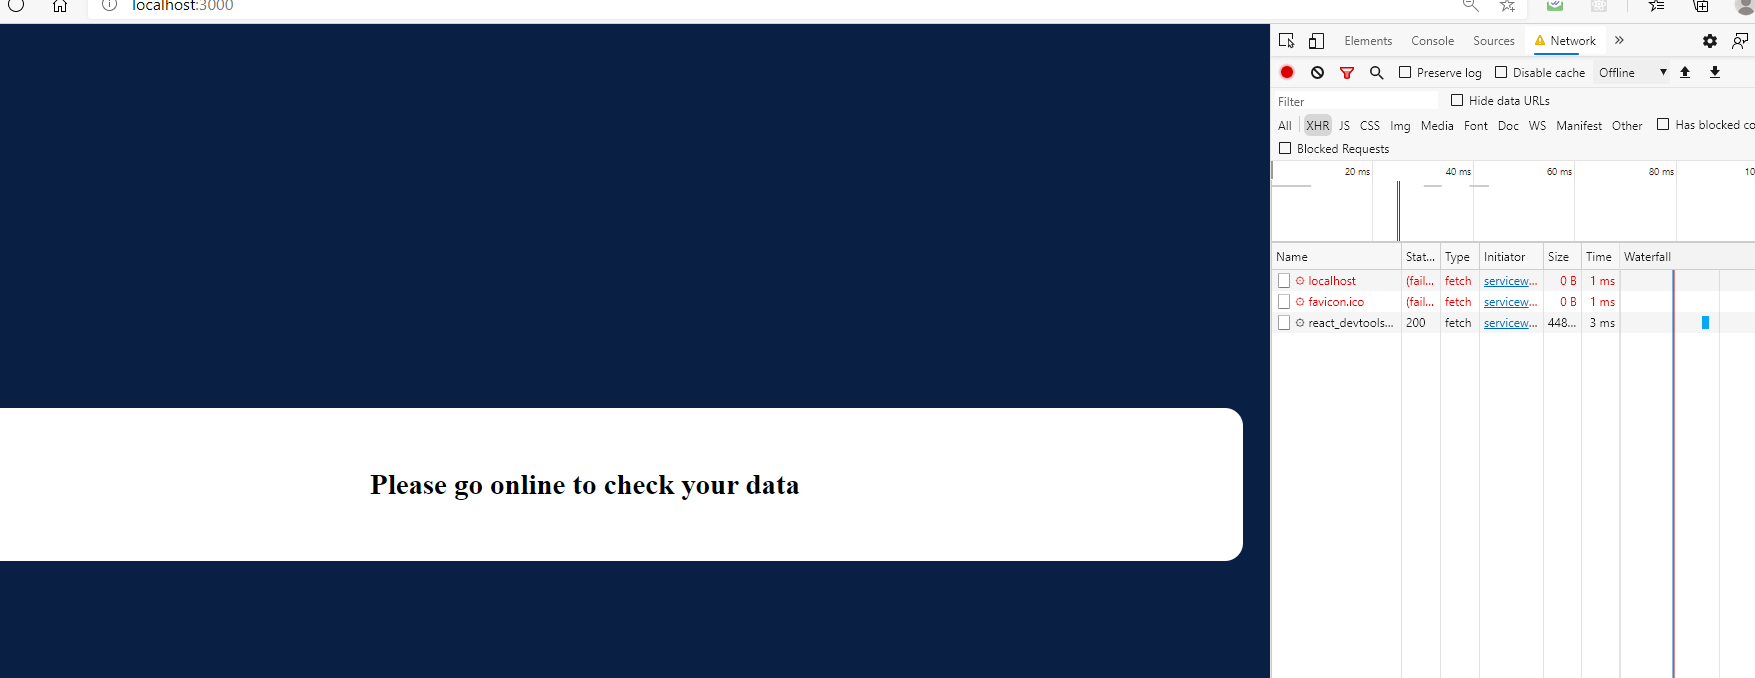 localhost:3000
Elements Console Sources Network
Preserve log Disable cache Offline
Filter Hide data URLs
All XHR JS CSS Img Media Font Doc WS Manifest Other Has blocked co
Blocked Requests
20 ms 40 ms 60 ms 80 ms 10
Name Stat... Type Initiator Size Time Waterfall
localhost (fail... fetch servicew... 0 B 1 ms
favicon.ico (fail... fetch servicew... 0 B 1 ms
react_devtools... 200 fetch servicew... 448... 3 ms
Please go online to check your data